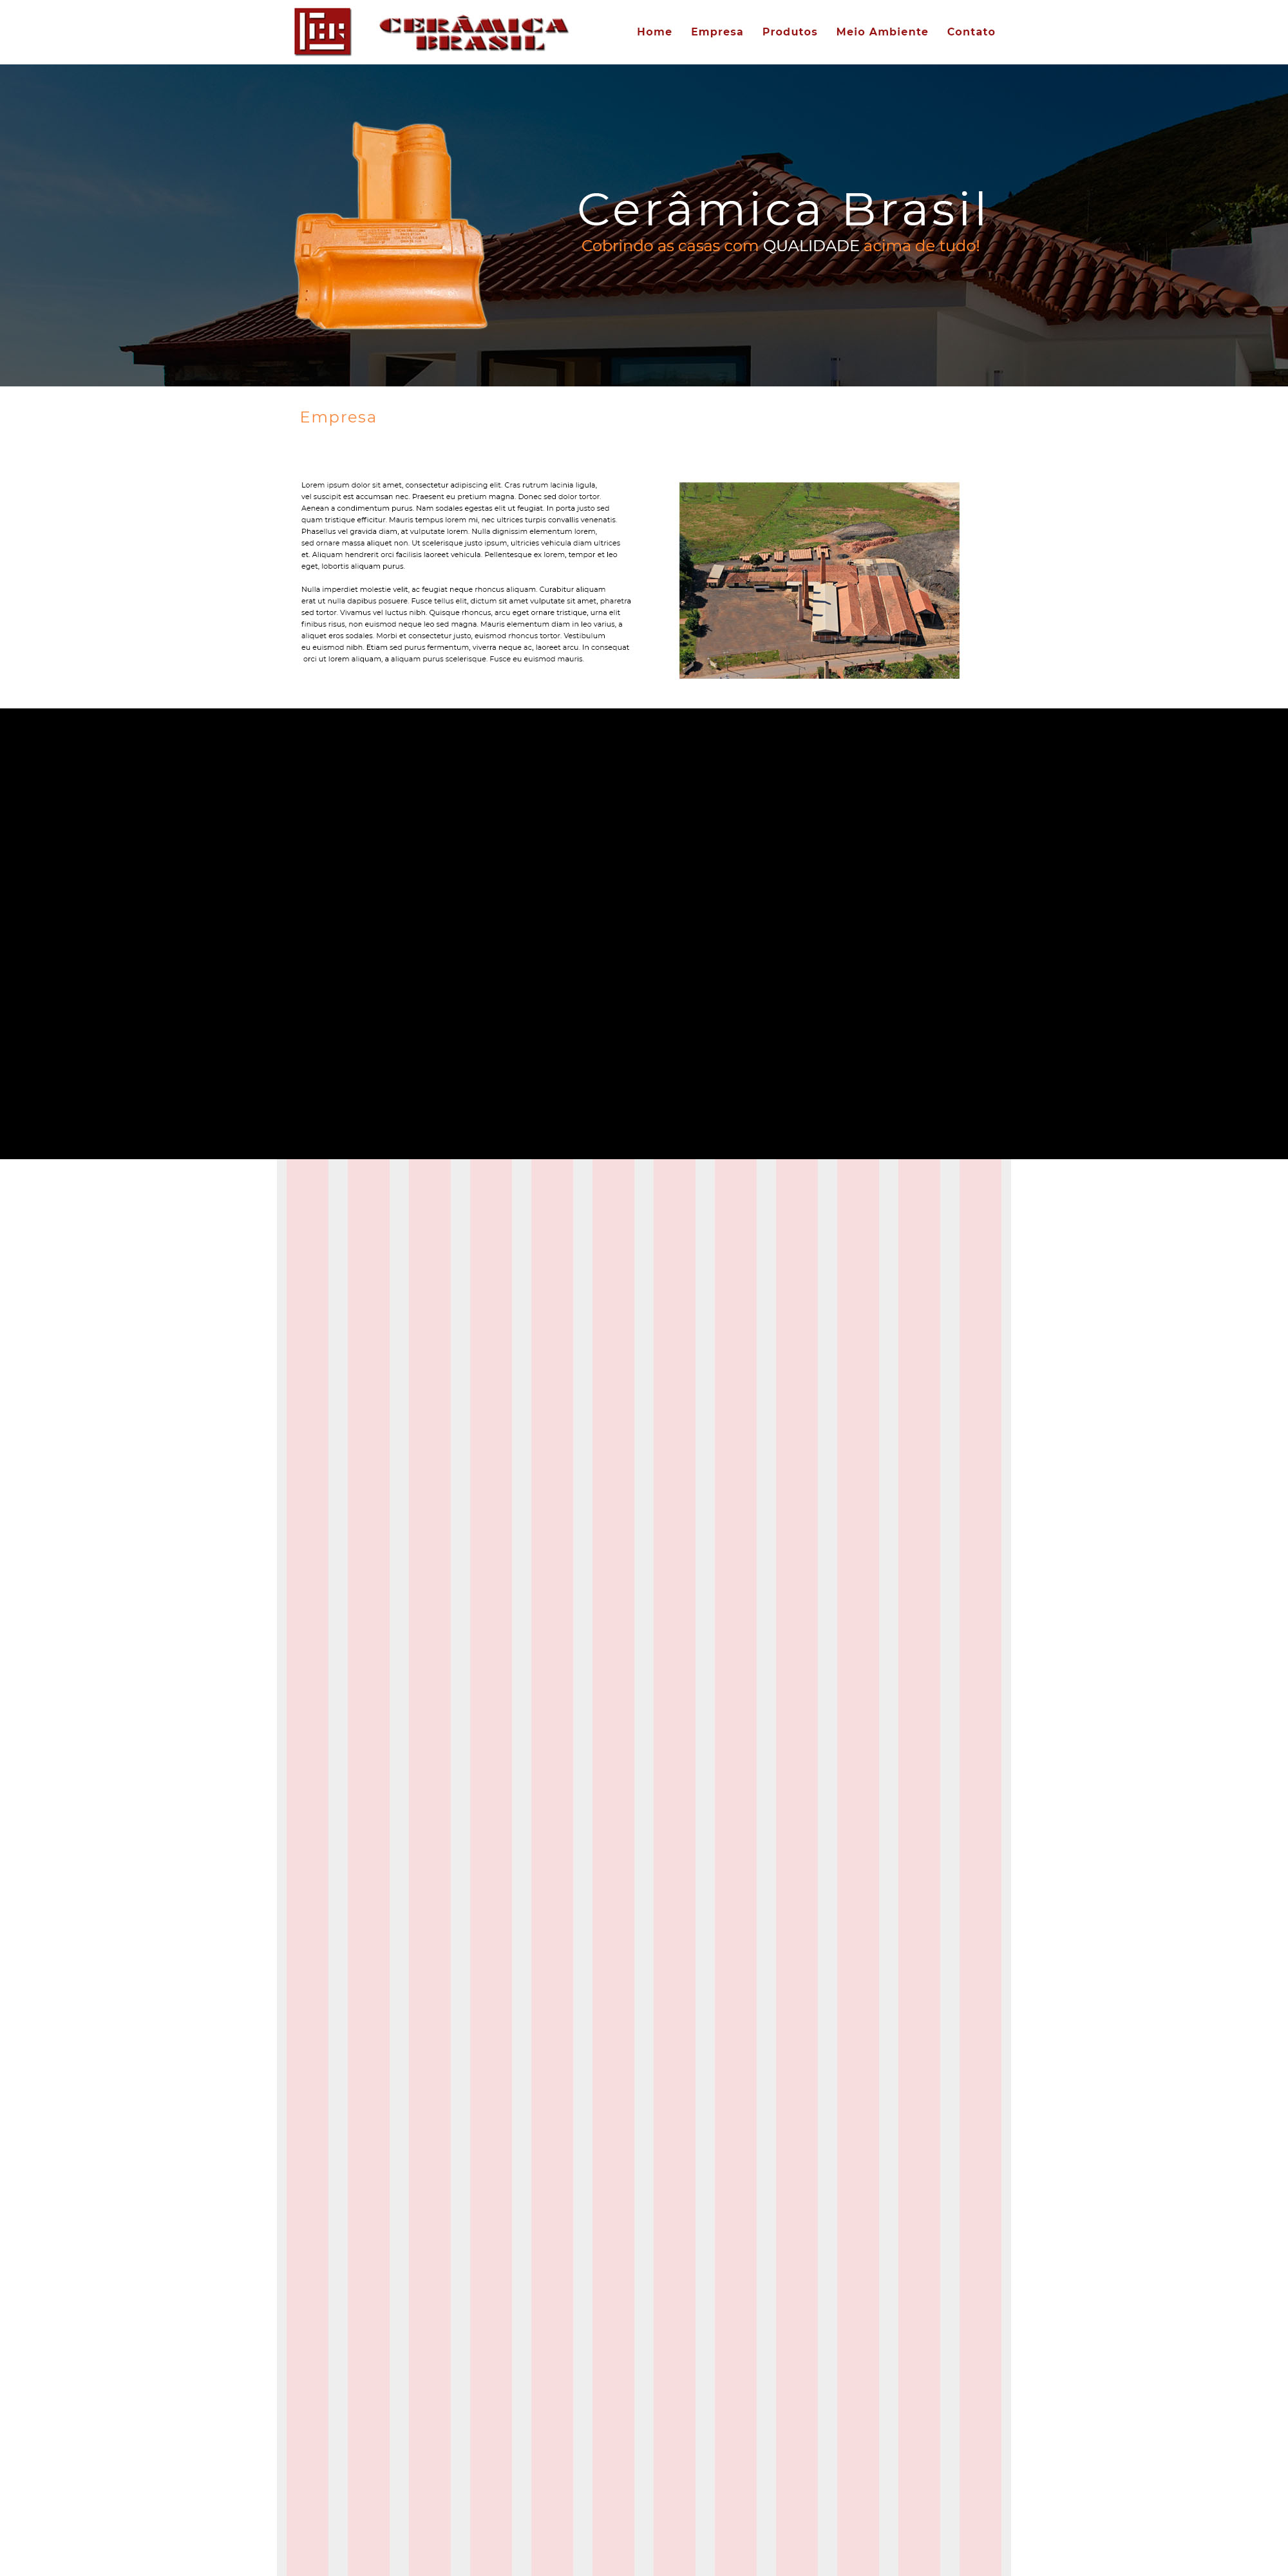 CERÂMICA
BRASIL
Home Empresa Produtos Meio Ambiente Contato
Cerâmica Brasil
Cobrindo as casas com QUALIDADE acima de tudo!
Empresa
Lorem ipsum dolor sit amet, consectetur adipiscing elit. Cras rutrum lacinia ligula,
vel suscipit est accumsan nec. Praesent eu pretium magna. Donec sed dolor tortor.
Aenean a condimentum purus. Nam sodales egestas elit ut feugiat. In porta justo sed
quam tristique efficitur. Mauris tempus lorem mi, nec ultrices turpis convallis venenatis.
Phasellus vel gravida diam, at vulputate lorem. Nulla dignissim elementum lorem,
sed ornare massa aliquet non. Ut scelerisque justo ipsum, ultricies vehicula diam ultrices
et. Aliquam hendrerit orci facilisis laoreet vehicula. Pellentesque ex lorem, tempor et leo
eget, lobortis aliquam purus.
Nulla imperdiet molestie velit, ac feugiat neque rhoncus aliquam. Curabitur aliquam
erat ut nulla dapibus posuere. Fusce tellus elit, dictum sit amet vulputate sit amet, pharetra
sed tortor. Vivamus vel luctus nibh. Quisque rhoncus, arcu eget ornare tristique, urna elit
finibus risus, non euismod neque leo sed magna. Mauris elementum diam in leo varius, a
aliquet eros sodales. Morbi et consectetur justo, euismod rhoncus tortor. Vestibulum
eu euismod nibh. Etiam sed purus fermentum, viverra neque ac, laoreet arcu. In consequat
orci ut lorem aliquam, a aliquam purus scelerisque. Fusce eu euismod mauris.